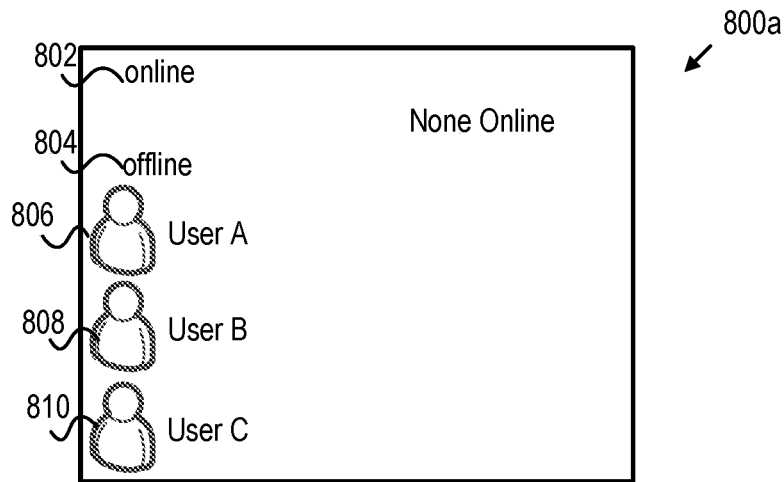 800a
802
online
None Online
804
offline
806
User A
808
User B
810
User C